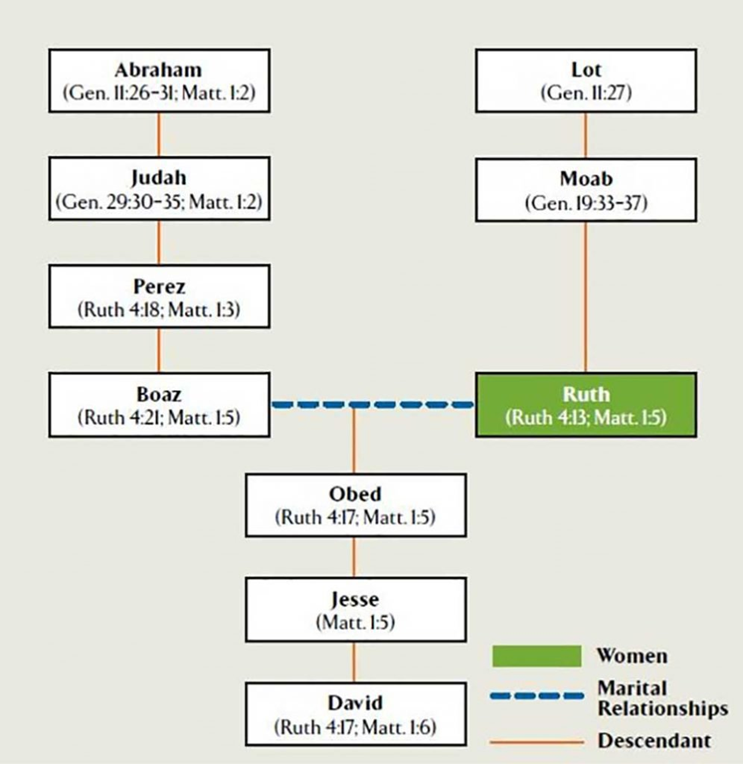 Abraham
(Gen. 11:26–31; Matt. 1:2)
Lot
(Gen. 11:27)
Judah
(Gen. 29:30–35; Matt. 1:2)
Moab
(Gen. 19:33–37)
Perez
(Ruth 4:18; Matt. 1:3)
Boaz
(Ruth 4:21; Matt. 1:5)
Ruth
(Ruth 4:13; Matt. 1:5)
Obed
(Ruth 4:17; Matt. 1:5)
Jesse
(Matt. 1:5)
David
(Ruth 4:17; Matt. 1:6)
Women
Marital
Relationships
Descendant